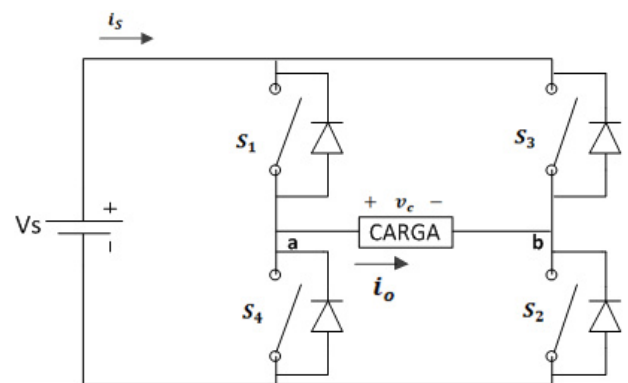 i_S
S_1
S_3
+ v_c −
Vs
+
-
CARGA
a
b
i_o
S_4
S_2